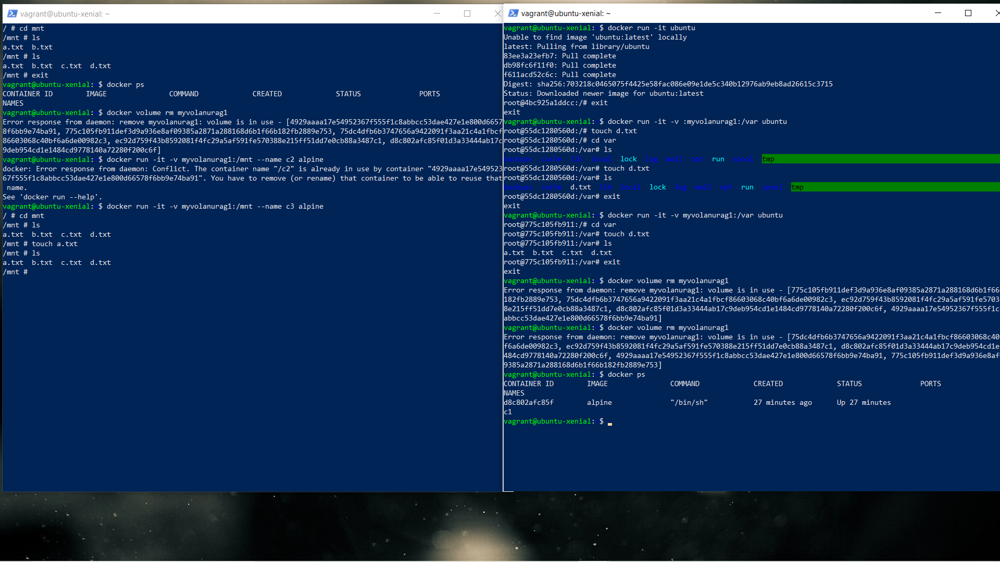 vagrant@ubuntu-xenial: ~
/ # cd mnt
/mnt # ls
a.txt  b.txt
/mnt # ls
a.txt  b.txt  c.txt  d.txt
/mnt # exit
vagrant@ubuntu-xenial: $ docker ps
CONTAINER ID        IMAGE               COMMAND             CREATED             STATUS              PORTS
NAMES
vagrant@ubuntu-xenial: $ docker volume rm myvolanurag1
Error response from daemon: remove myvolanurag1: volume is in use - [4929aaaa17e54952367f555f1c8abbcc53dae427e1e800d6657
8f6bb9e74ba91, 775c105fb911def3d9a936e8af09385a2871a288168d6b1f66b182fb2889e753, 75dc4dfb6b3747656a9422091f3aa21c4a1fbcf
86603068c40bf6a6de00982c3, ec92d759f43b8592081f4fc29a5af591fe570388e215ff51dd7e0cb88a3487c1, d8c802afc85f01d3a33444ab17c
9deb954cd1e1484cd9778140a72280f200c6f]
vagrant@ubuntu-xenial: $ docker run -it -v myvolanurag1:/mnt --name c2 alpine
docker: Error response from daemon: Conflict. The container name "/c2" is already in use by container "4929aaaa17e549523
67f555f1c8abbcc53dae427e1e800d66578f6bb9e74ba91". You have to remove (or rename) that container to be able to reuse that
 name.
See 'docker run --help'.
vagrant@ubuntu-xenial: $ docker run -it -v myvolanurag1:/mnt --name c3 alpine
/ # cd mnt
/mnt # ls
a.txt  b.txt  c.txt  d.txt
/mnt # touch a.txt
/mnt # ls
a.txt  b.txt  c.txt  d.txt
/mnt #
vagrant@ubuntu-xenial: ~
vagrant@ubuntu-xenial: $ docker run -it ubuntu
Unable to find image 'ubuntu:latest' locally
latest: Pulling from library/ubuntu
83ee3a23efb7: Pull complete
db98fc6f11f0: Pull complete
f611acd52c6c: Pull complete
Digest: sha256:703218c0465075f4425e58fac086e09e1de5c340b12976ab9eb8ad26615c3715
Status: Downloaded newer image for ubuntu:latest
root@4bc925a1ddcc:/# exit
exit
vagrant@ubuntu-xenial: $ docker run -it -v :myvolanurag1:/var ubuntu
root@55dc1280560d:/# touch d.txt
root@55dc1280560d:/# cd var
root@55dc1280560d:/var# ls
backups  cache  lib  local  lock  log  mail  opt  run  spool  tmp
root@55dc1280560d:/var# touch d.txt
root@55dc1280560d:/var# ls
backups  cache  d.txt  lib  local  lock  log  mail  opt  run  spool  tmp
root@55dc1280560d:/var# exit
exit
vagrant@ubuntu-xenial: $ docker run -it -v myvolanurag1:/var ubuntu
root@775c105fb911:/# cd var
root@775c105fb911:/var# touch d.txt
root@775c105fb911:/var# ls
a.txt  b.txt  c.txt  d.txt
root@775c105fb911:/var# exit
exit
vagrant@ubuntu-xenial: $ docker volume rm myvolanurag1
Error response from daemon: remove myvolanurag1: volume is in use - [775c105fb911def3d9a936e8af09385a2871a288168d6b1f66
182fb2889e753, 75dc4dfb6b3747656a9422091f3aa21c4a1fbcf86603068c40bf6a6de00982c3, ec92d759f43b8592081f4fc29a5af591fe5703
8e215ff51dd7e0cb88a3487c1, d8c802afc85f01d3a33444ab17c9deb954cd1e1484cd9778140a72280f200c6f, 4929aaaa17e54952367f555f1c
abbcc53dae427e1e800d66578f6bb9e74ba91]
vagrant@ubuntu-xenial: $ docker volume rm myvolanurag1
Error response from daemon: remove myvolanurag1: volume is in use - [75dc4dfb6b3747656a9422091f3aa21c4a1fbcf86603068c40
f6a6de00982c3, ec92d759f43b8592081f4fc29a5af591fe570388e215ff51dd7e0cb88a3487c1, d8c802afc85f01d3a33444ab17c9deb954cd1e
484cd9778140a72280f200c6f, 4929aaaa17e54952367f555f1c8abbcc53dae427e1e800d66578f6bb9e74ba91, 775c105fb911def3d9a936e8af
9385a2871a288168d6b1f66b182fb2889e753]
vagrant@ubuntu-xenial: $ docker ps
CONTAINER ID        IMAGE               COMMAND             CREATED             STATUS              PORTS
NAMES
d8c802afc85f        alpine              "/bin/sh"           27 minutes ago      Up 27 minutes
c1
vagrant@ubuntu-xenial: $